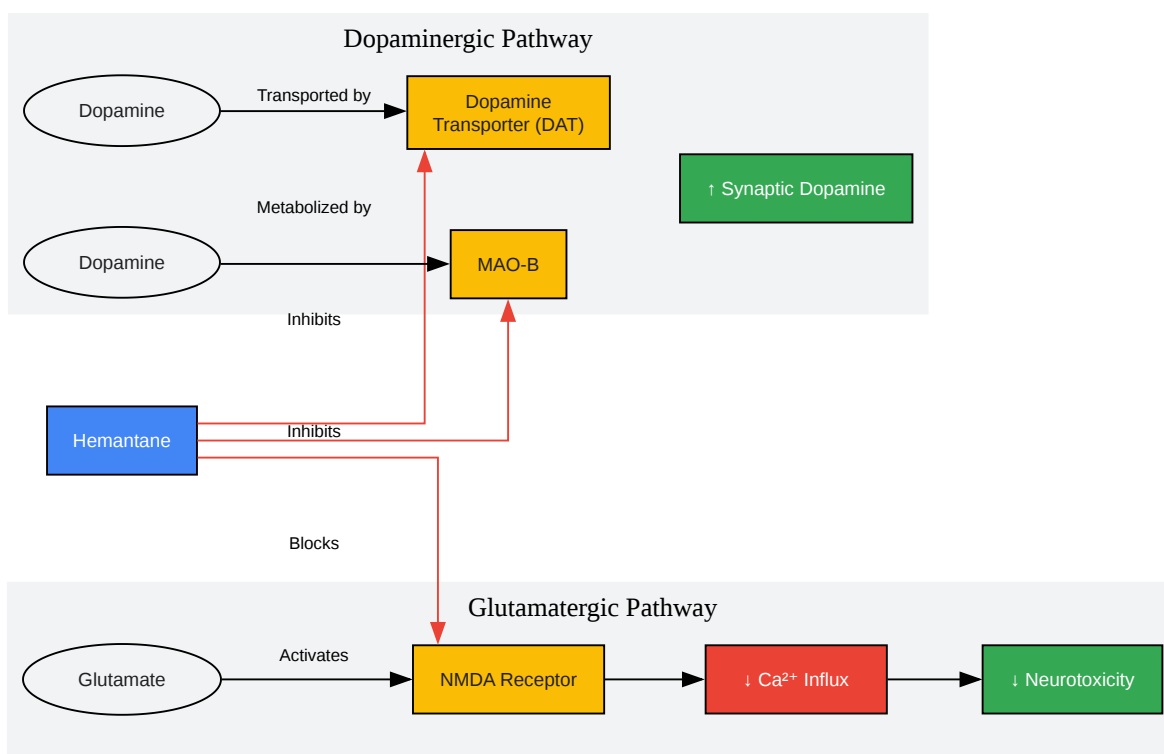 Dopaminergic Pathway
Dopamine
Transported by
Dopamine
Transporter (DAT)
↑ Synaptic Dopamine
Metabolized by
Dopamine
MAO-B
Inhibits
Hemantane
Inhibits
Blocks
Glutamatergic Pathway
Glutamate
Activates
NMDA Receptor
↓ Ca²⁺ Influx
↓ Neurotoxicity